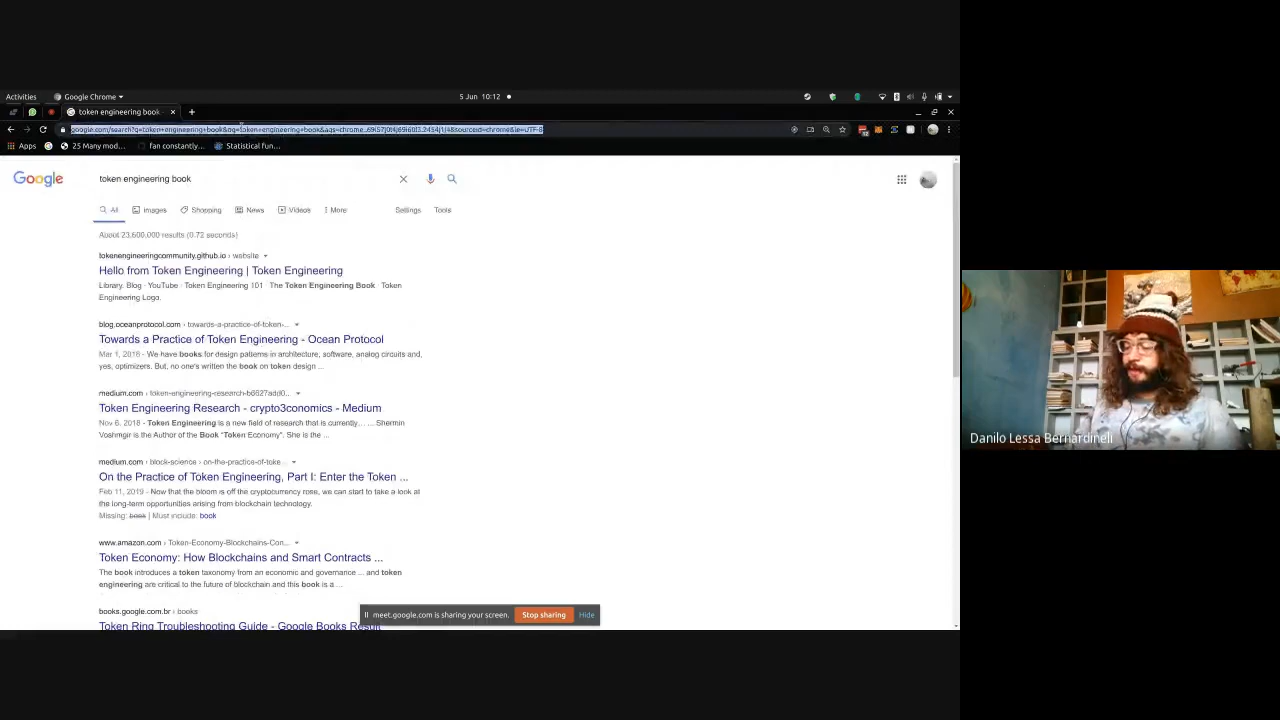 Activities
Google Chrome
5 Jun 10:12
token engineering book
Apps
25 Many mod...
fan constantly...
Statistical fun...
Google
token engineering book
All
Images
Shopping
News
Videos
More
Settings
Tools
About 23,600,000 results (0.72 seconds)
tokenengineeringcommunity.github.io › website
Hello from Token Engineering | Token Engineering
Library. Blog · YouTube · Token Engineering 101 · The Token Engineering Book · Token
Engineering Logo.
blog.oceanprotocol.com › towards-a-practice-of-token-...
Towards a Practice of Token Engineering - Ocean Protocol
Mar 1, 2018 - We have books for design patterns in architecture, software, analog circuits and,
yes, optimizers. But, no one's written the book on token design ...
medium.com
Token Engineering Research - crypto3conomics - Medium
Nov 6, 2018 - Token Engineering is a new field of research that is currently… ... Shermin
Voshmgir is the Author of the Book "Token Economy". She is the ...
medium.com › block-science › on-the-practice-of-toke...
On the Practice of Token Engineering, Part I: Enter the Token ...
Feb 11, 2019 - Now that the bloom is off the cryptocurrency rose, we can start to take a look at
the long-term opportunities arising from blockchain technology.
Missing: book | Must include: book
www.amazon.com › Token-Economy-Blockchains-Con...
Token Economy: How Blockchains and Smart Contracts ...
The book introduces a token taxonomy from an economic and governance ... and token
engineering are critical to the future of blockchain and this book is a ...
books.google.com.br › books
Token Ring Troubleshooting Guide - Google Books Result
meet.google.com is sharing your screen.
Stop sharing
Hide
Danilo Lessa Bernardineli